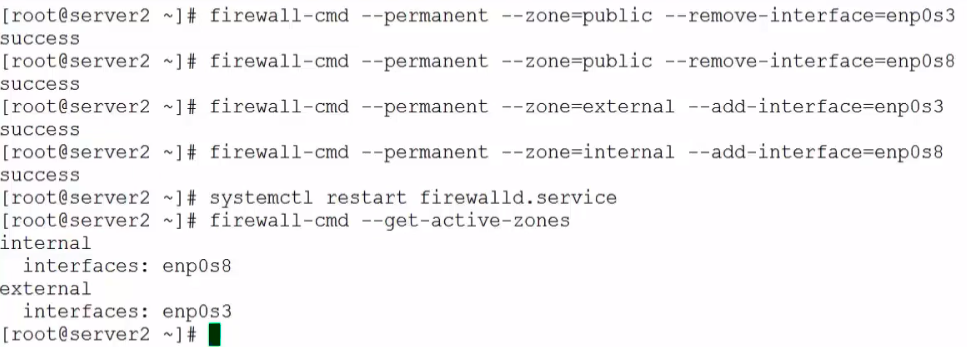 [root@server2 ~]# firewall-cmd --permanent --zone=public --remove-interface=enp0s3
success
[root@server2 ~]# firewall-cmd --permanent --zone=public --remove-interface=enp0s8
success
[root@server2 ~]# firewall-cmd --permanent --zone=external --add-interface=enp0s3
success
[root@server2 ~]# firewall-cmd --permanent --zone=internal --add-interface=enp0s8
success
[root@server2 ~]# systemctl restart firewalld.service
[root@server2 ~]# firewall-cmd --get-active-zones
internal
  interfaces: enp0s8
external
  interfaces: enp0s3
[root@server2 ~]#